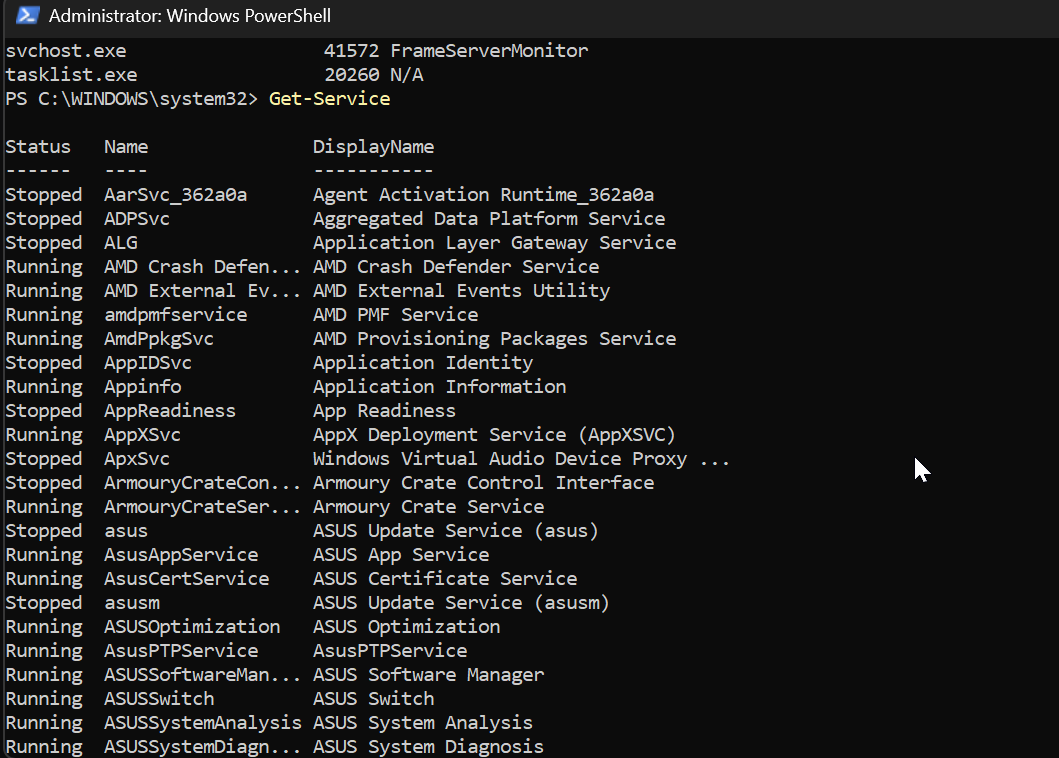 Administrator: Windows PowerShell
svchost.exe                  41572 FrameServerMonitor
tasklist.exe                 20260 N/A
PS C:\WINDOWS\system32> Get-Service

Status   Name               DisplayName
------   ----               -----------
Stopped  AarSvc_362a0a      Agent Activation Runtime_362a0a
Stopped  ADPSvc             Aggregated Data Platform Service
Stopped  ALG                Application Layer Gateway Service
Running  AMD Crash Defen... AMD Crash Defender Service
Running  AMD External Ev... AMD External Events Utility
Running  amdpmfservice      AMD PMF Service
Running  AmdPpkgSvc         AMD Provisioning Packages Service
Stopped  AppIDSvc           Application Identity
Running  Appinfo            Application Information
Stopped  AppReadiness       App Readiness
Running  AppXSvc            AppX Deployment Service (AppXSVC)
Stopped  ApxSvc             Windows Virtual Audio Device Proxy ...
Stopped  ArmouryCrateCon... Armoury Crate Control Interface
Running  ArmouryCrateSer... Armoury Crate Service
Stopped  asus               ASUS Update Service (asus)
Running  AsusAppService     ASUS App Service
Running  AsusCertService    ASUS Certificate Service
Stopped  asusm              ASUS Update Service (asusm)
Running  ASUSOptimization   ASUS Optimization
Running  AsusPTPService     AsusPTPService
Running  ASUSSoftwareMan... ASUS Software Manager
Running  ASUSSwitch         ASUS Switch
Running  ASUSSystemAnalysis ASUS System Analysis
Running  ASUSSystemDiagn... ASUS System Diagnosis